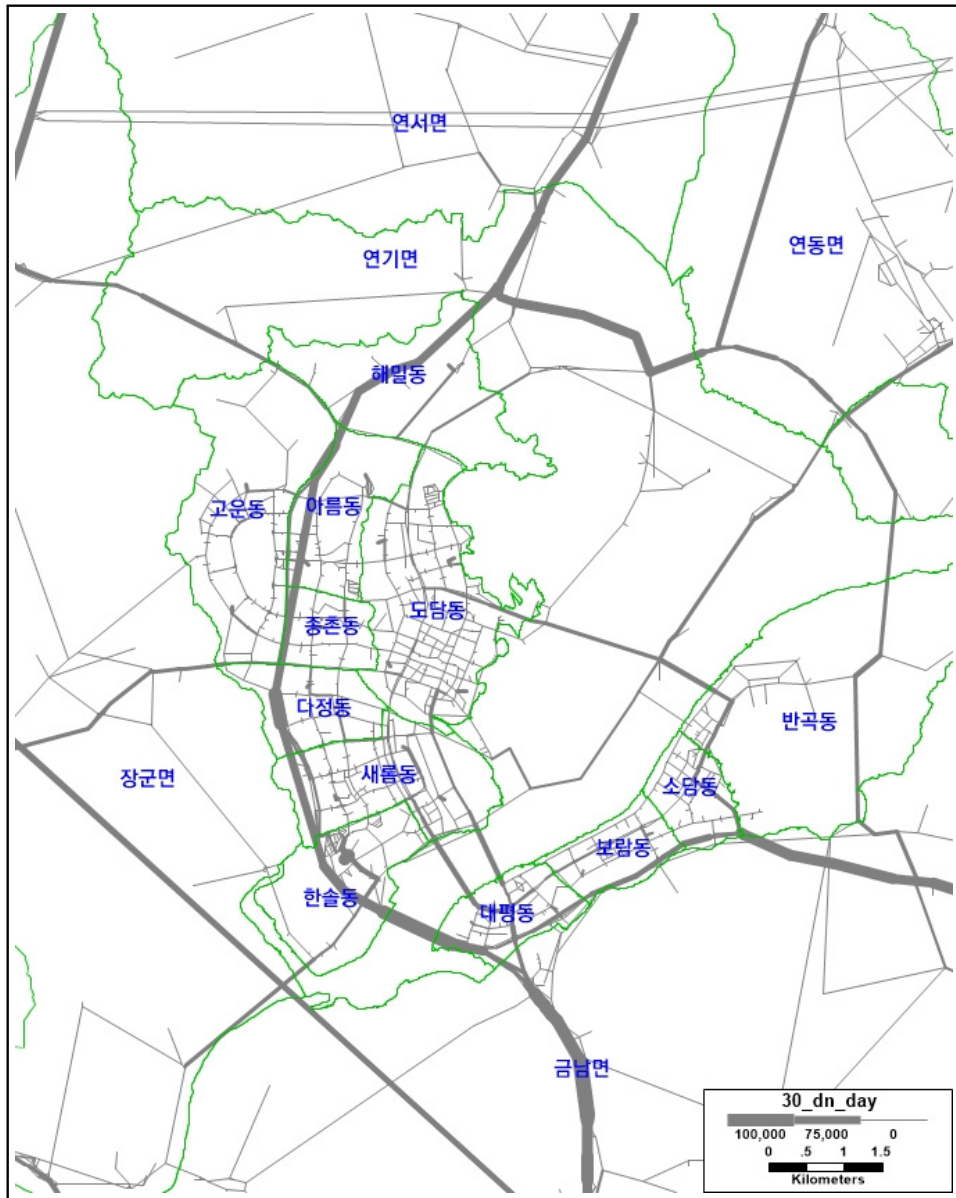 연서면
연동면
연기면
해밀동
고운동
아름동
도담동
종촌동
다정동
반곡동
장군면
새롬동
소담동
보람동
한솔동
대평동
금남면
30_dn_day
100,000 75,000 0
0 .5 1 1.5
Kilometers